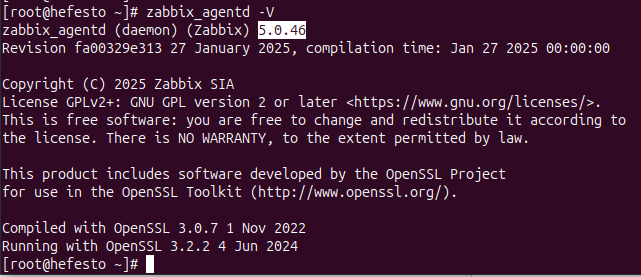 [root@hefesto ~]# zabbix_agentd -V
zabbix_agentd (daemon) (Zabbix) 5.0.46
Revision fa00329e313 27 January 2025, compilation time: Jan 27 2025 00:00:00
Copyright (C) 2025 Zabbix SIA
License GPLv2+: GNU GPL version 2 or later <https://www.gnu.org/licenses/>.
This is free software: you are free to change and redistribute it according to
the license. There is NO WARRANTY, to the extent permitted by law.
This product includes software developed by the OpenSSL Project
for use in the OpenSSL Toolkit (http://www.openssl.org/).
Compiled with OpenSSL 3.0.7 1 Nov 2022
Running with OpenSSL 3.2.2 4 Jun 2024
[root@hefesto ~]#